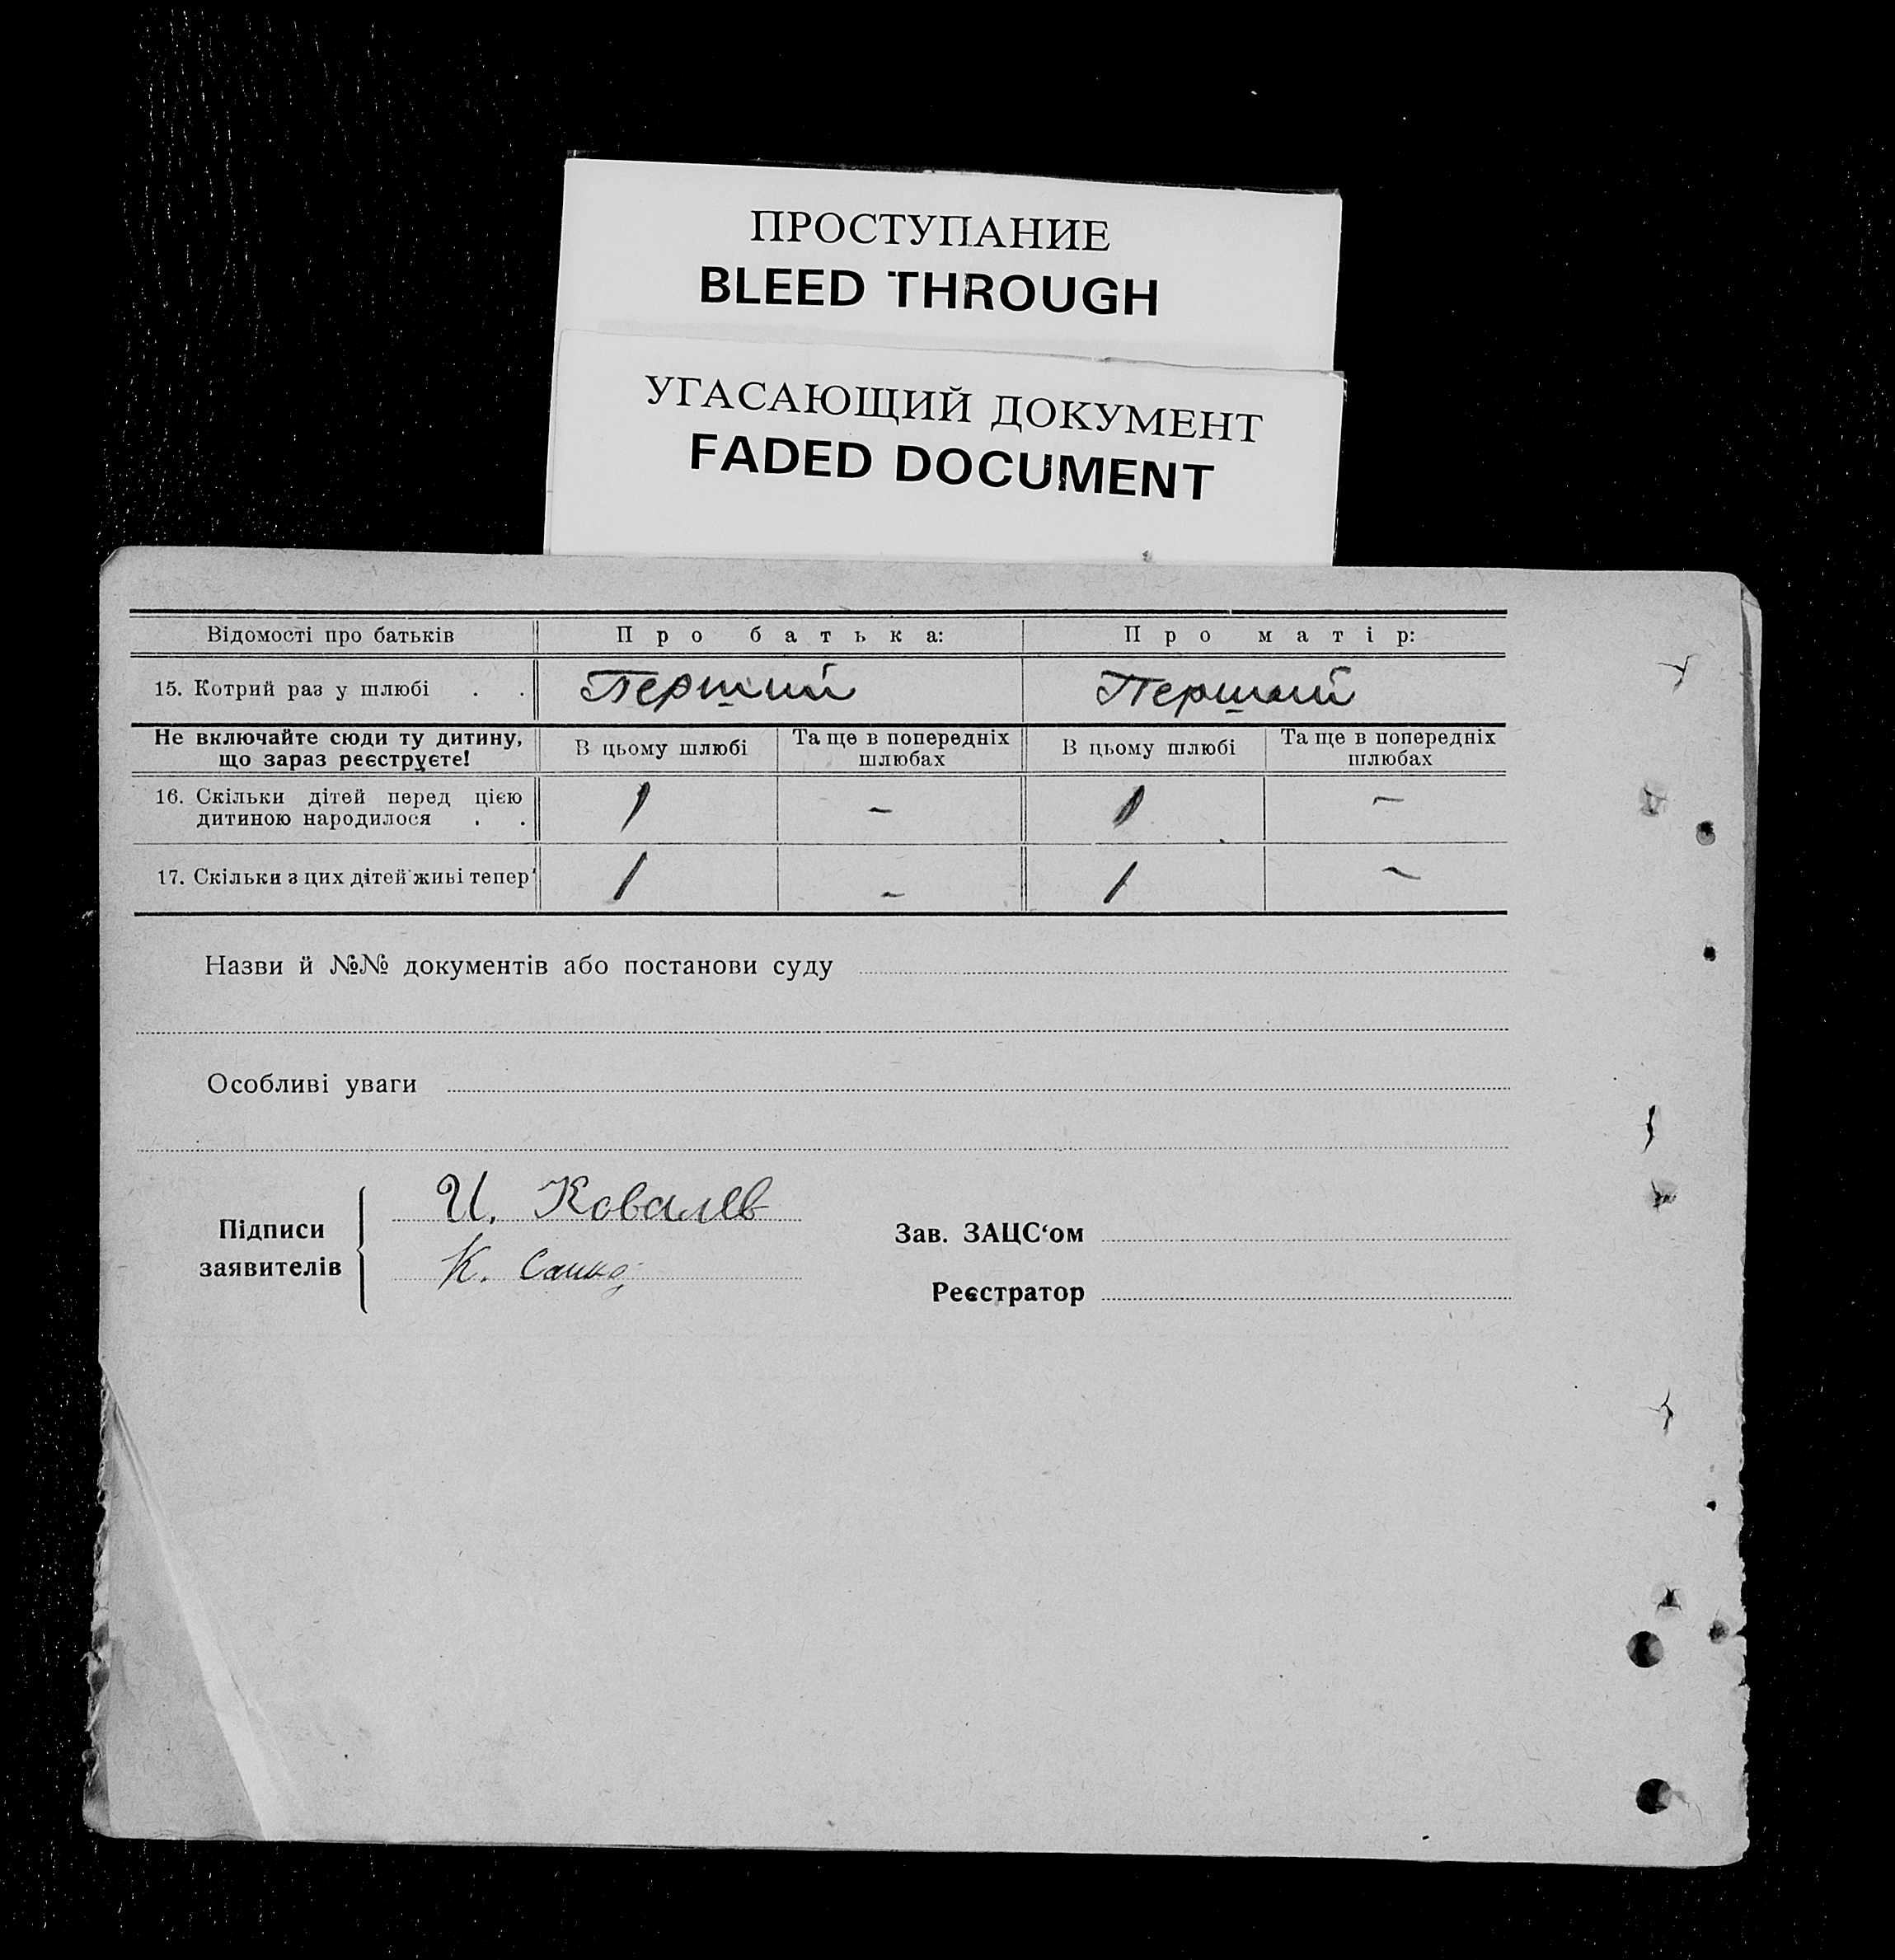 ПРОСТУПАНИЕ
BLEED THROUGH
УГАСАЮЩИЙ ДОКУМЕНТ
FADED DOCUMENT
Відомості про батьків Про батька: Про матір:
15. Котрий раз у шлюбі . . Перший Перший
Не включайте сюди ту дитину, що зараз реєструєте! В цьому шлюбі Та ще в попередніх шлюбах В цьому шлюбі Та ще в попередніх шлюбах
16. Скільки дітей перед цією
дитиною народилося . . 1 – 1 –
17. Скільки з цих дітей живі тепер 1 – 1 –
Назви й №№ документів або постанови суду
Особливі уваги
Підписи заявителів
И. Ковалев
К.
Зав. ЗАЦС‘ом
Реєстратор